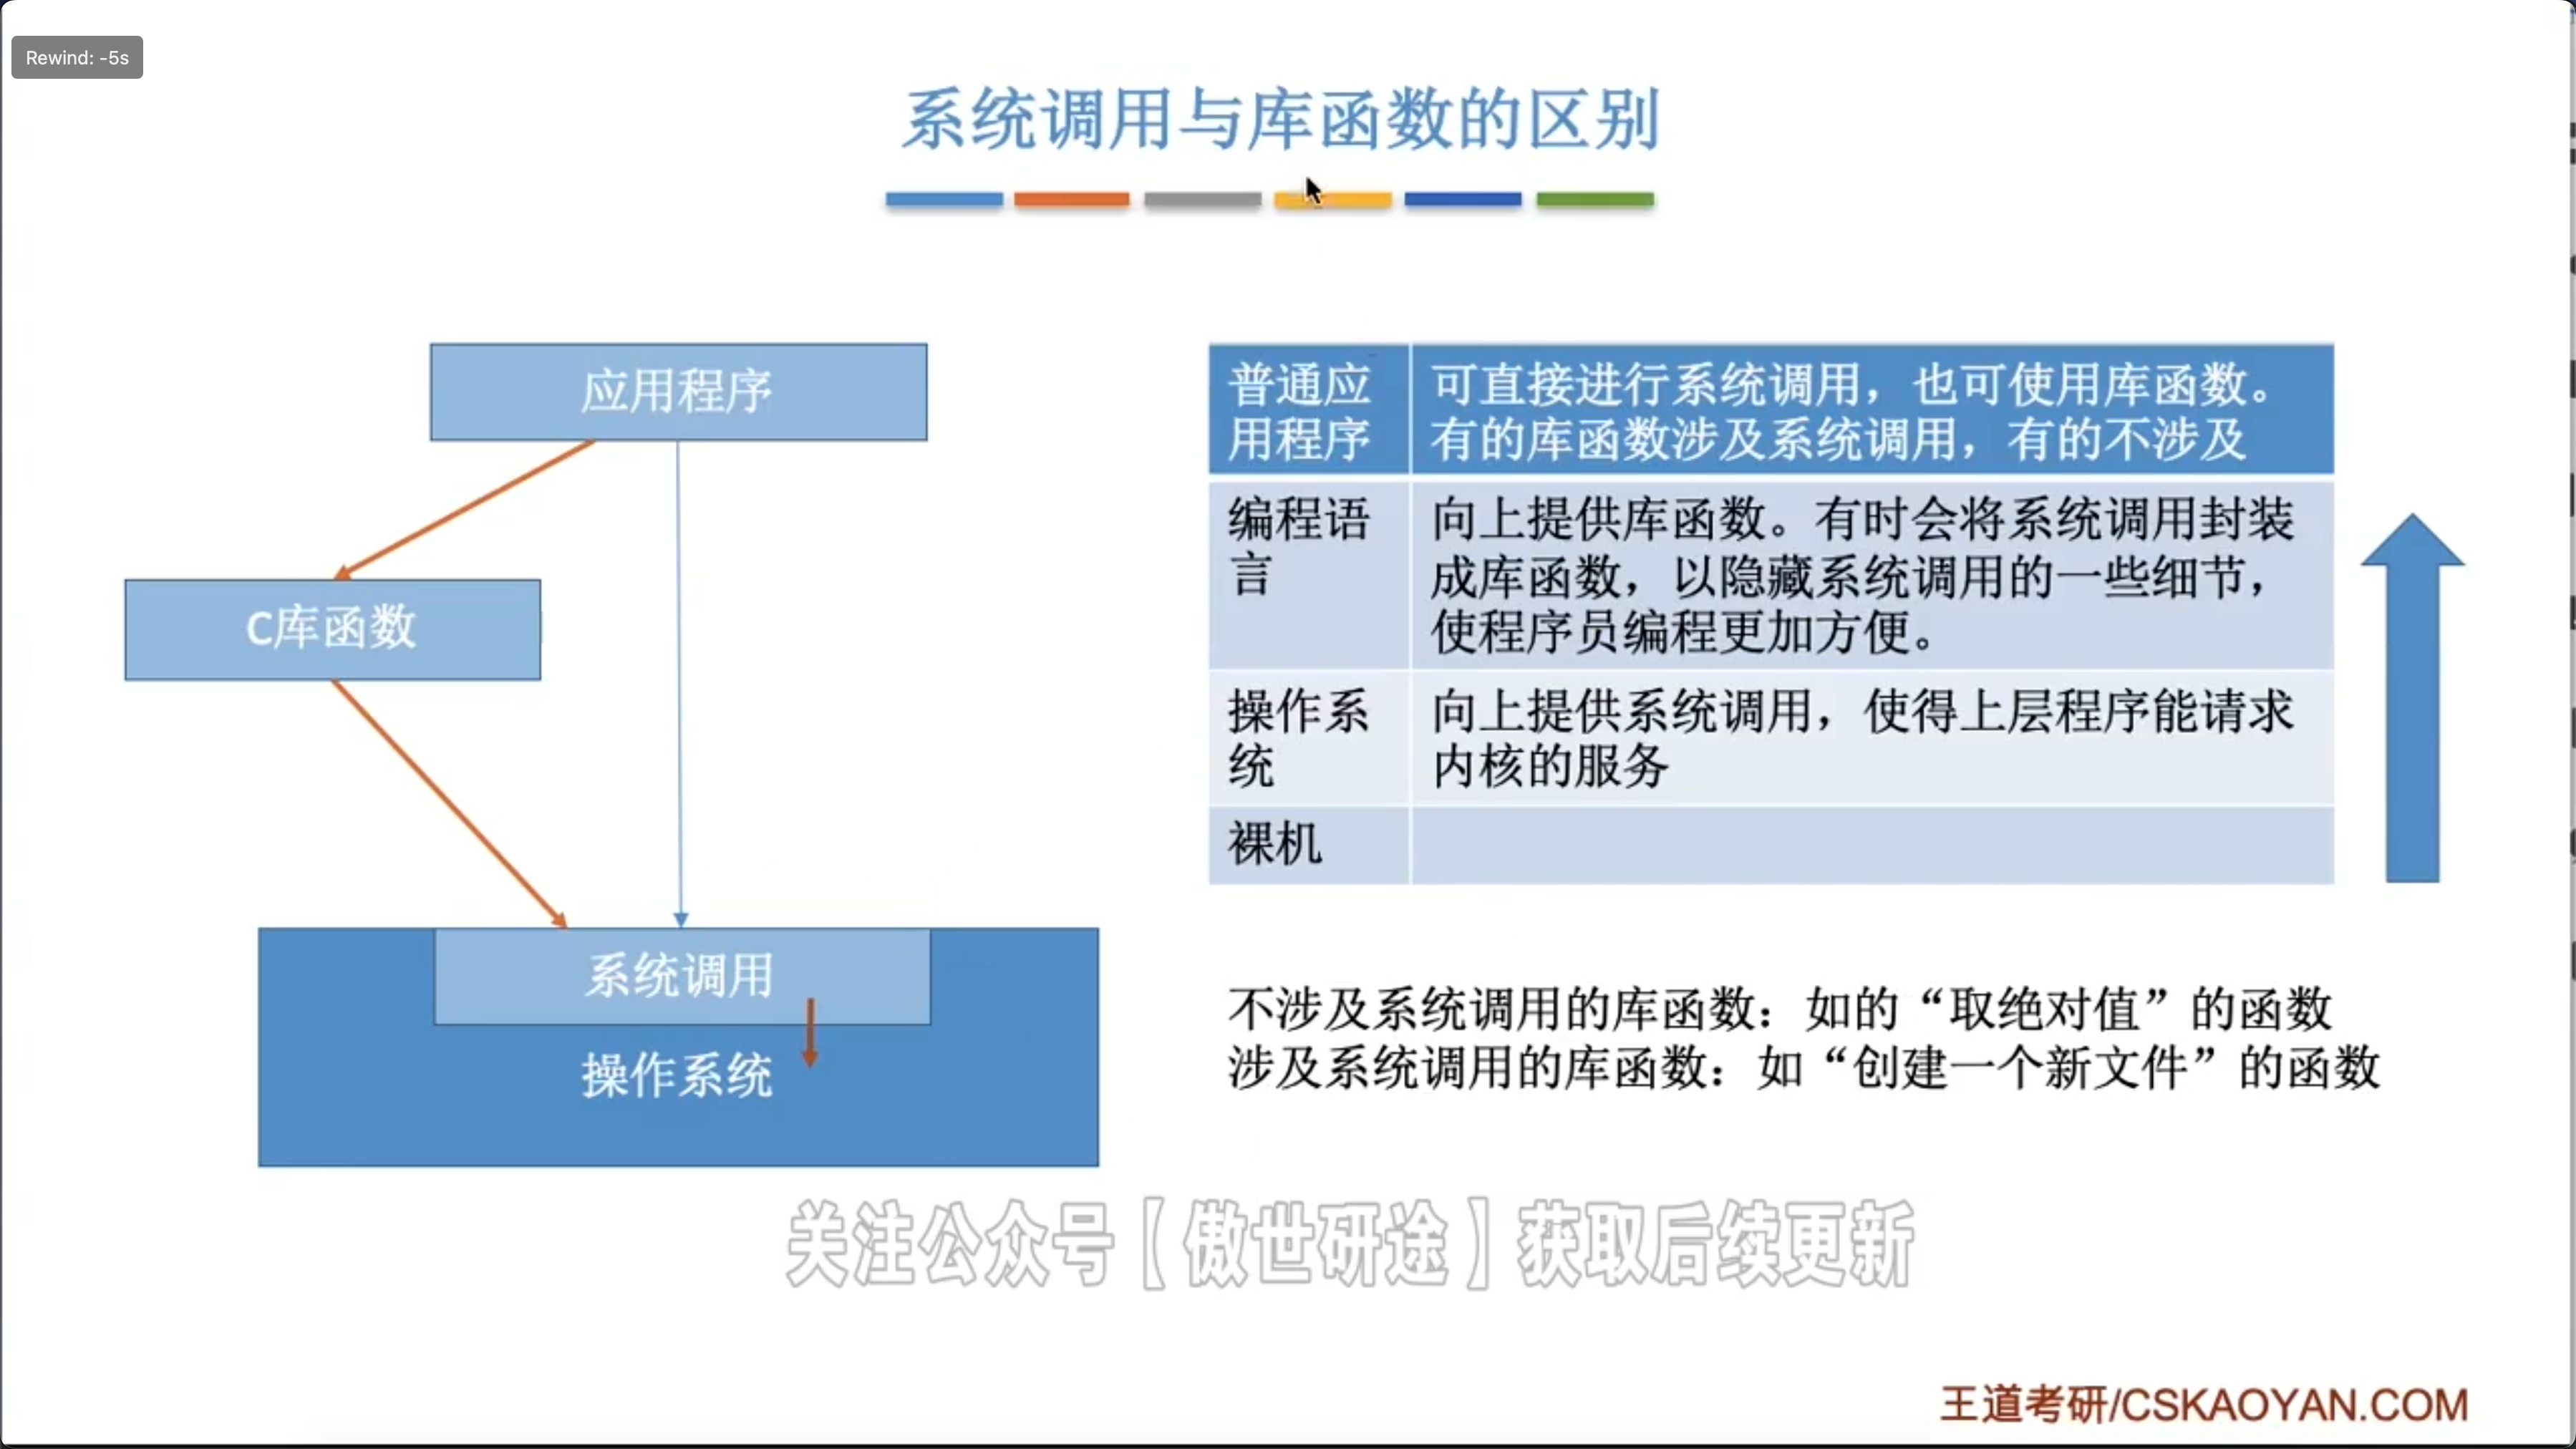 Rewind: -5s
系统调用与库函数的区别
应用程序
C库函数
系统调用
操作系统
普通应
用程序
可直接进行系统调用，也可使用库函数。
有的库函数涉及系统调用，有的不涉及
编程语
言
向上提供库函数。有时会将系统调用封装
成库函数，以隐藏系统调用的一些细节，
使程序员编程更加方便。
操作系
统
向上提供系统调用，使得上层程序能请求
内核的服务
裸机
不涉及系统调用的库函数：如的“取绝对值”的函数
涉及系统调用的库函数：如“创建一个新文件”的函数
关注公众号【傲世研途】获取后续更新
王道考研/CSKAOYAN.COM